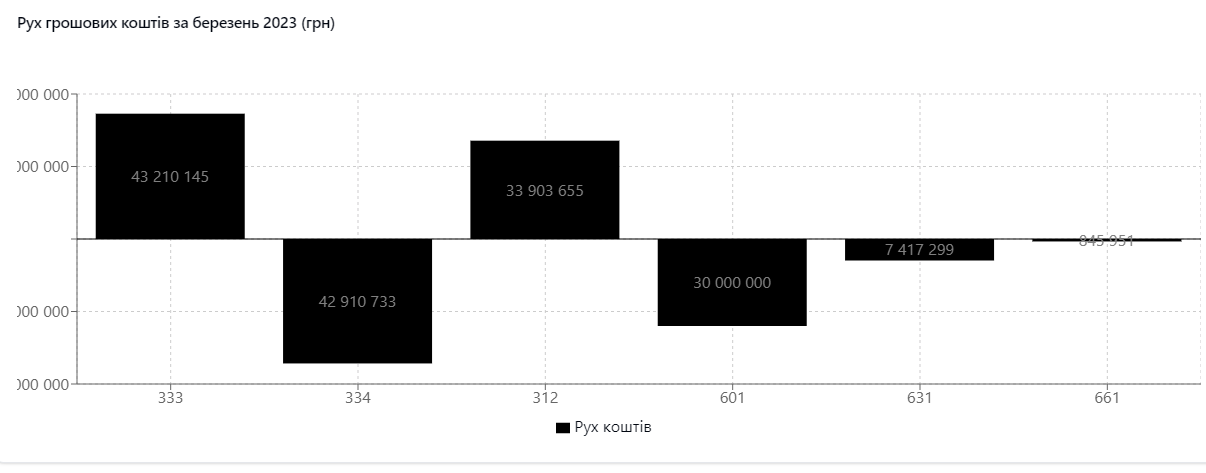 Рух грошових коштів за березень 2023 (грн)
000 000
43 210 145
33 903 655
845 951
000 000
7 417 299
30 000 000
42 910 733
000 000
000 000
333 334 312 601 631 661
Рух коштів